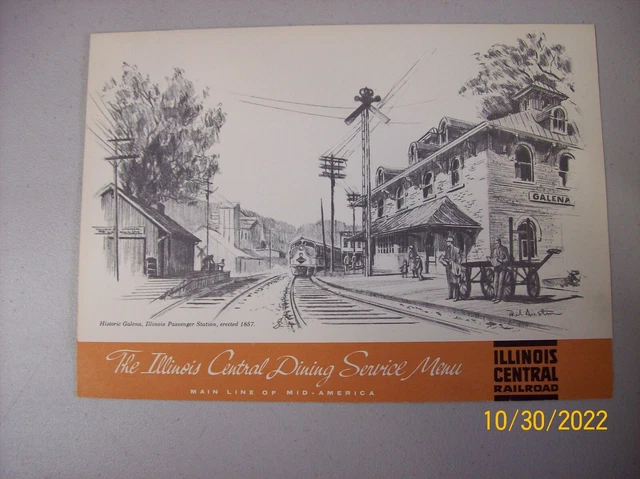 GALENA
Historic Galena, Illinois Passenger Station, erected 1857.
The Illinois Central Dining Service Menu
MAIN LINE OF MID-AMERICA
ILLINOIS
CENTRAL
RAILROAD
10/30/2022